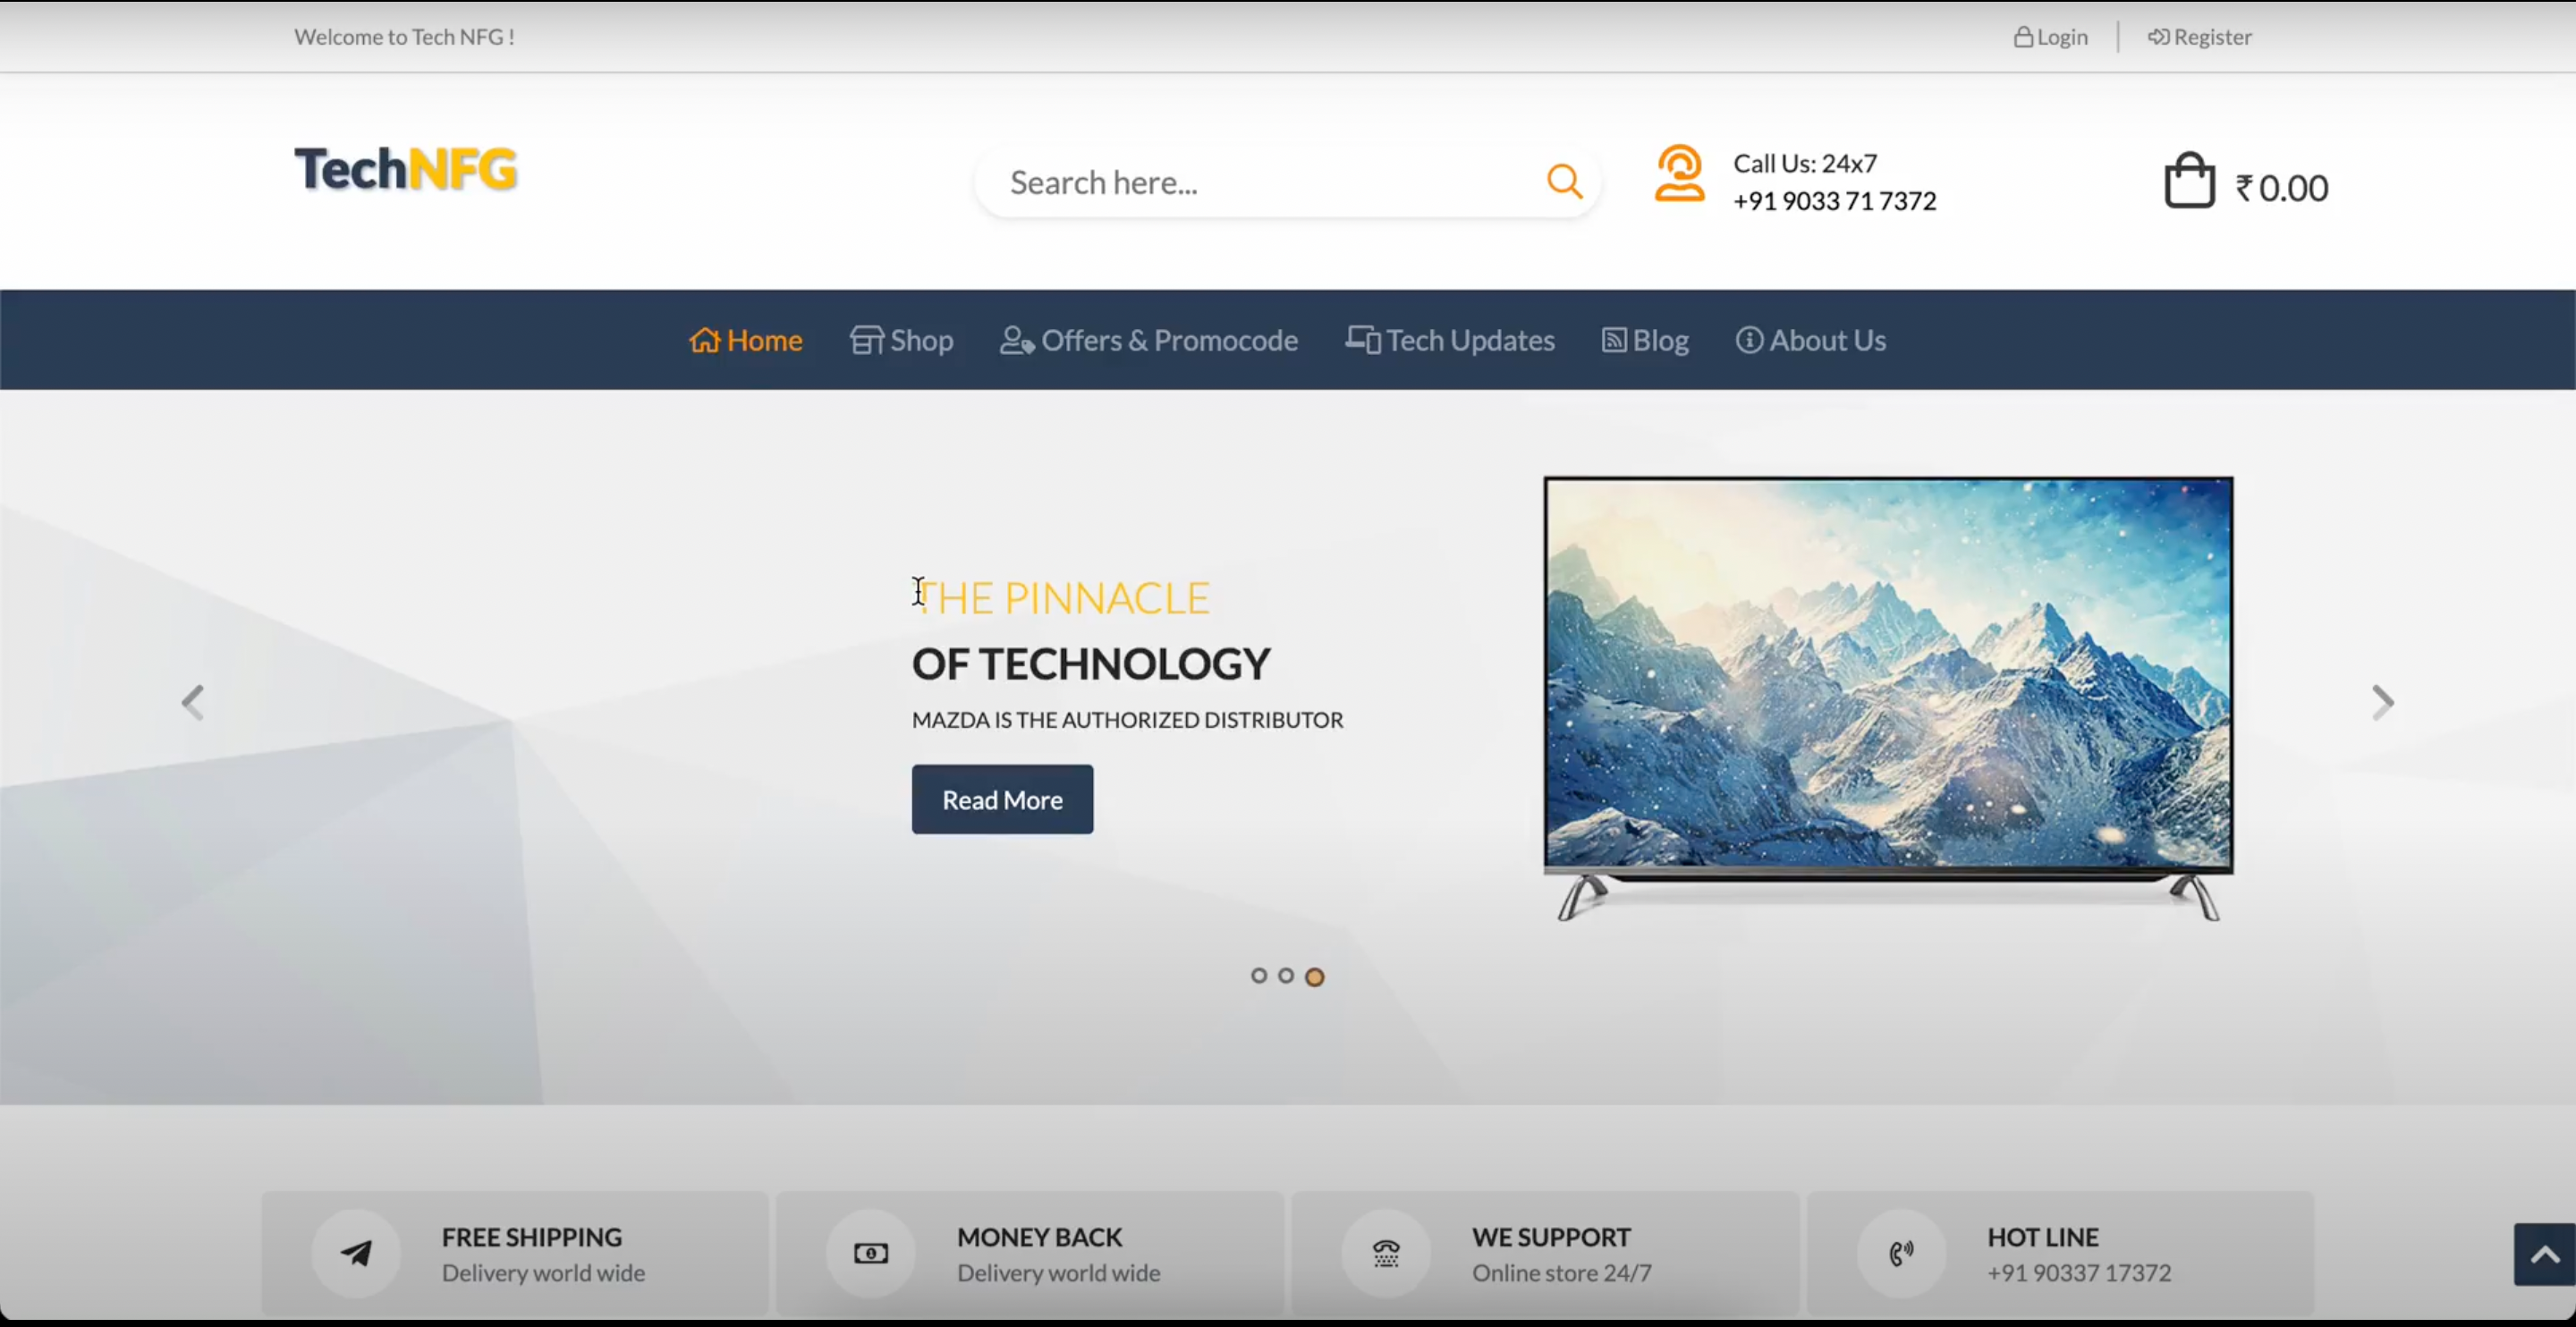 Welcome to Tech NFG !
Login
Register
TechNFG
Search here...
Call Us: 24x7
+91 9033 71 7372
₹ 0.00
Home
Shop
Offers & Promocode
Tech Updates
Blog
About Us
THE PINNACLE
OF TECHNOLOGY
MAZDA IS THE AUTHORIZED DISTRIBUTOR
Read More
FREE SHIPPING
Delivery world wide
MONEY BACK
Delivery world wide
WE SUPPORT
Online store 24/7
HOT LINE
+91 90337 17372